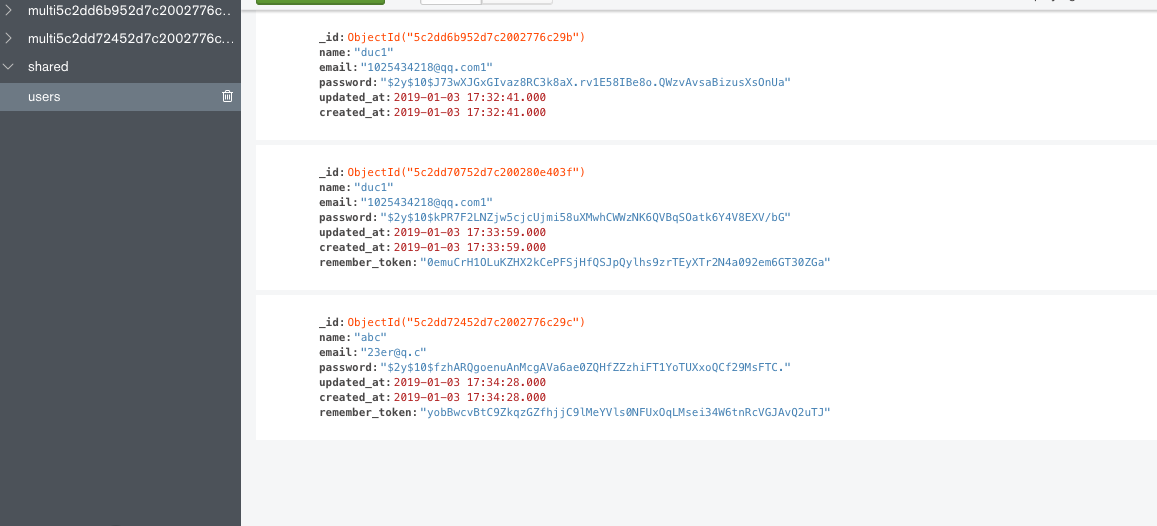 multi5c2dd6b952d7c2002776c..
multi5c2dd72452d7c2002776c...
shared
users
_id: ObjectId("5c2dd6b952d7c2002776c29b")
name: "duc1"
email: "1025434218@qq.com1"
password: "$2y$10$J73wXJGxGIvaz8RC3k8aX.rv1E58IBe8o.QWzvAvsaBizusXsOnUa"
updated_at: 2019-01-03 17:32:41.000
created_at: 2019-01-03 17:32:41.000
_id: ObjectId("5c2dd70752d7c200280e403f")
name: "duc1"
email: "1025434218@qq.com1"
password: "$2y$10$kPR7F2LNZjw5cjcUjmi58uXMwhCWWzNK6QVBqSOatk6Y4V8EXV/bG"
updated_at: 2019-01-03 17:33:59.000
created_at: 2019-01-03 17:33:59.000
remember_token: "0emuCrH1OLuKZHX2kCePFSjHfQSJpQylhs9zrTEyXTr2N4a092em6GT30ZGa"
_id: ObjectId("5c2dd72452d7c2002776c29c")
name: "abc"
email: "23er@q.c"
password: "$2y$10$fzhARQgoenuAnMcgAVa6ae0ZQHfZZzhiFT1YoTUXxoQCf29MsFTC."
updated_at: 2019-01-03 17:34:28.000
created_at: 2019-01-03 17:34:28.000
remember_token: "yobBwcvBtC9ZkqzGZfhjjC9lMeYVls0NFUxOqLMsei34W6tnRcVGJAvQ2uTJ"